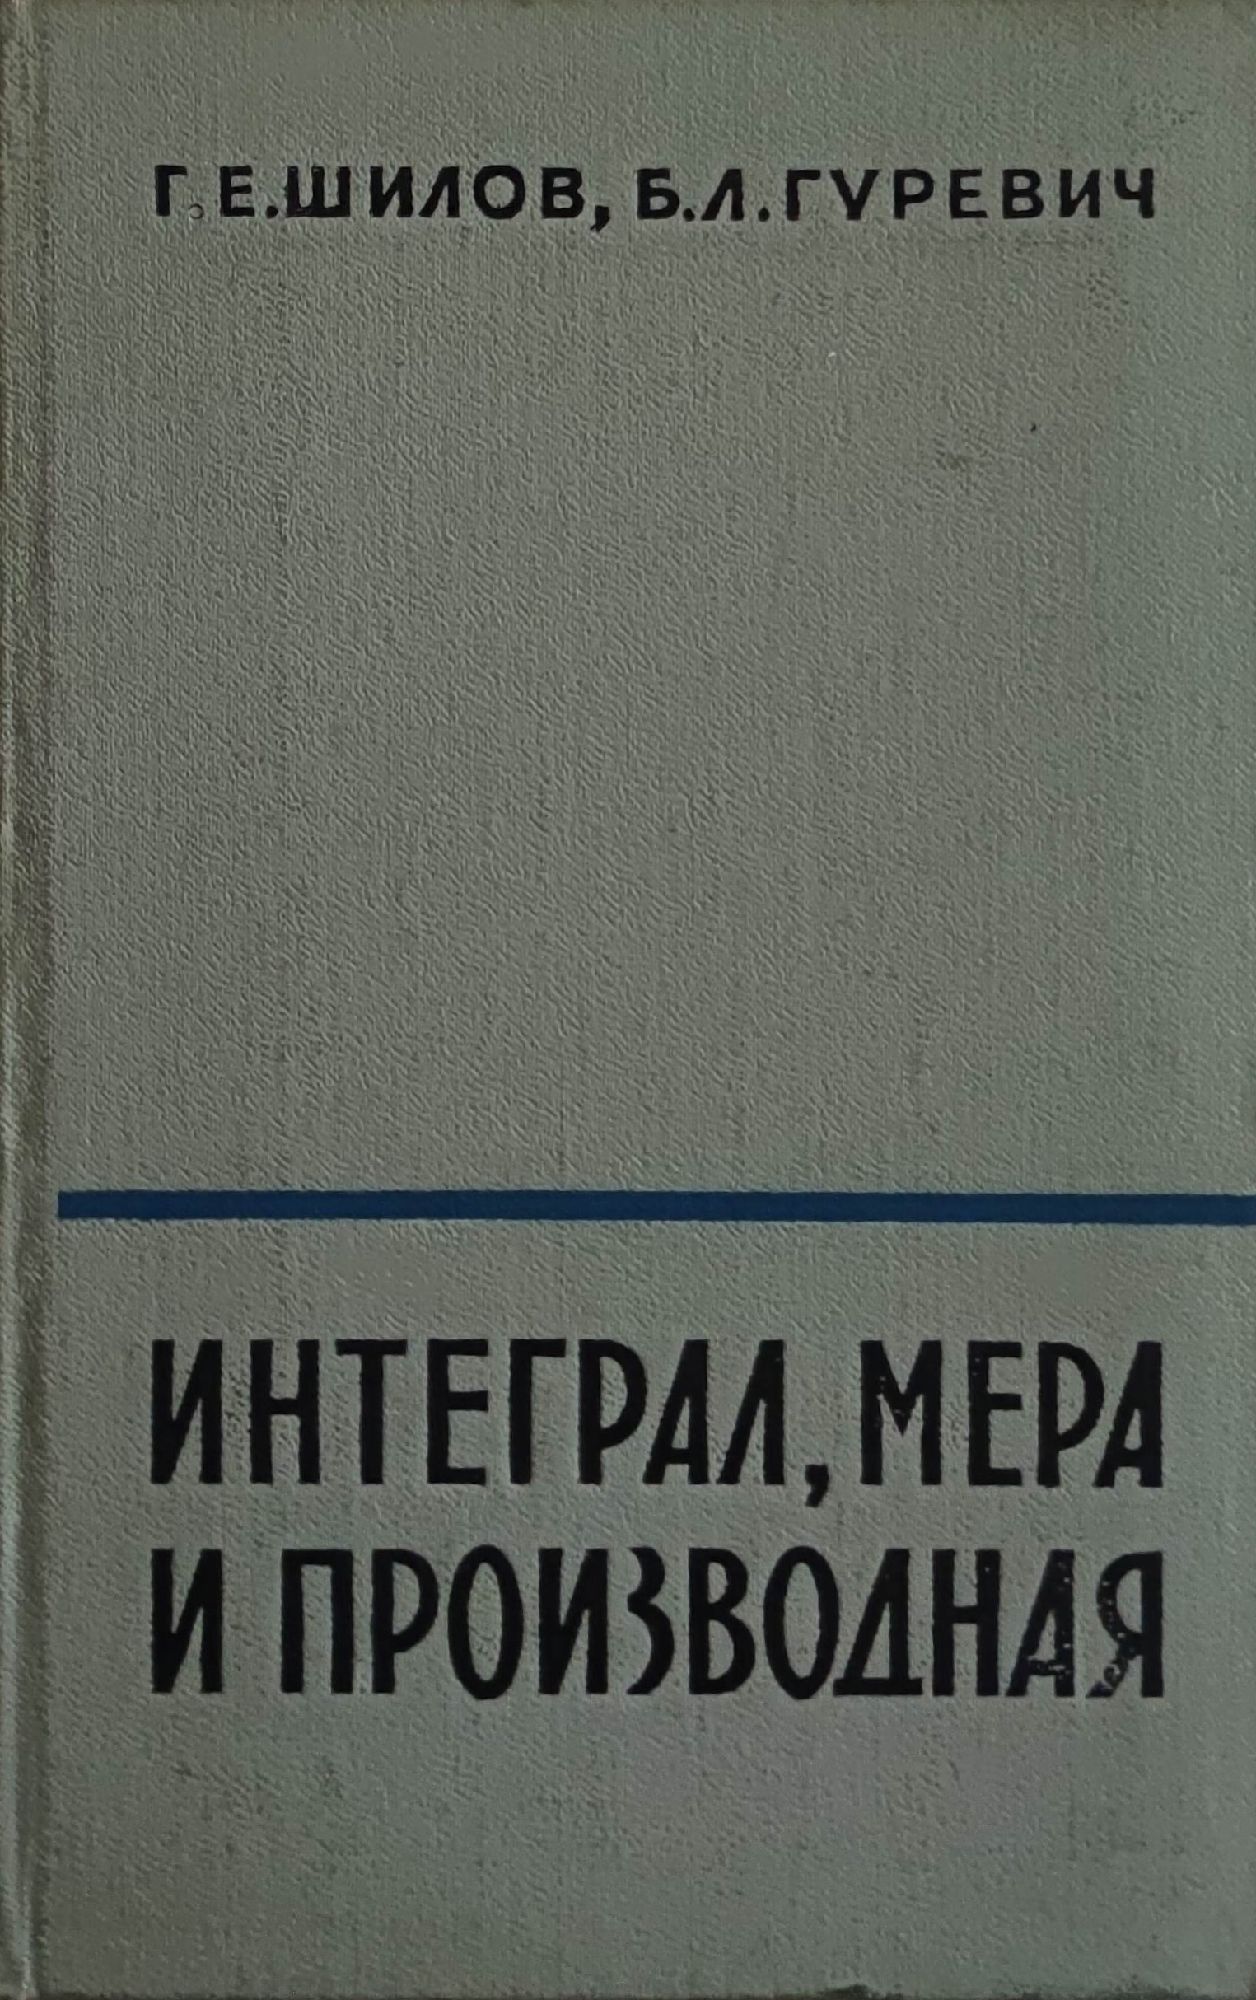 Г.Е.ШИЛОВ, Б.Л.ГУРЕВИЧ
ИНТЕГРАЛ, МЕРА
И ПРОИЗВОДНАЯ